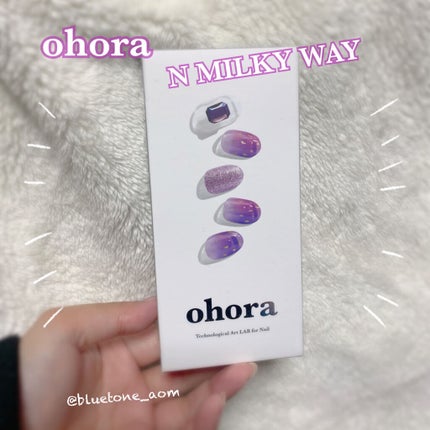 ohora
N MILKY WAY
ohora
Technological Art LAB for Nail
@bluetone_aom